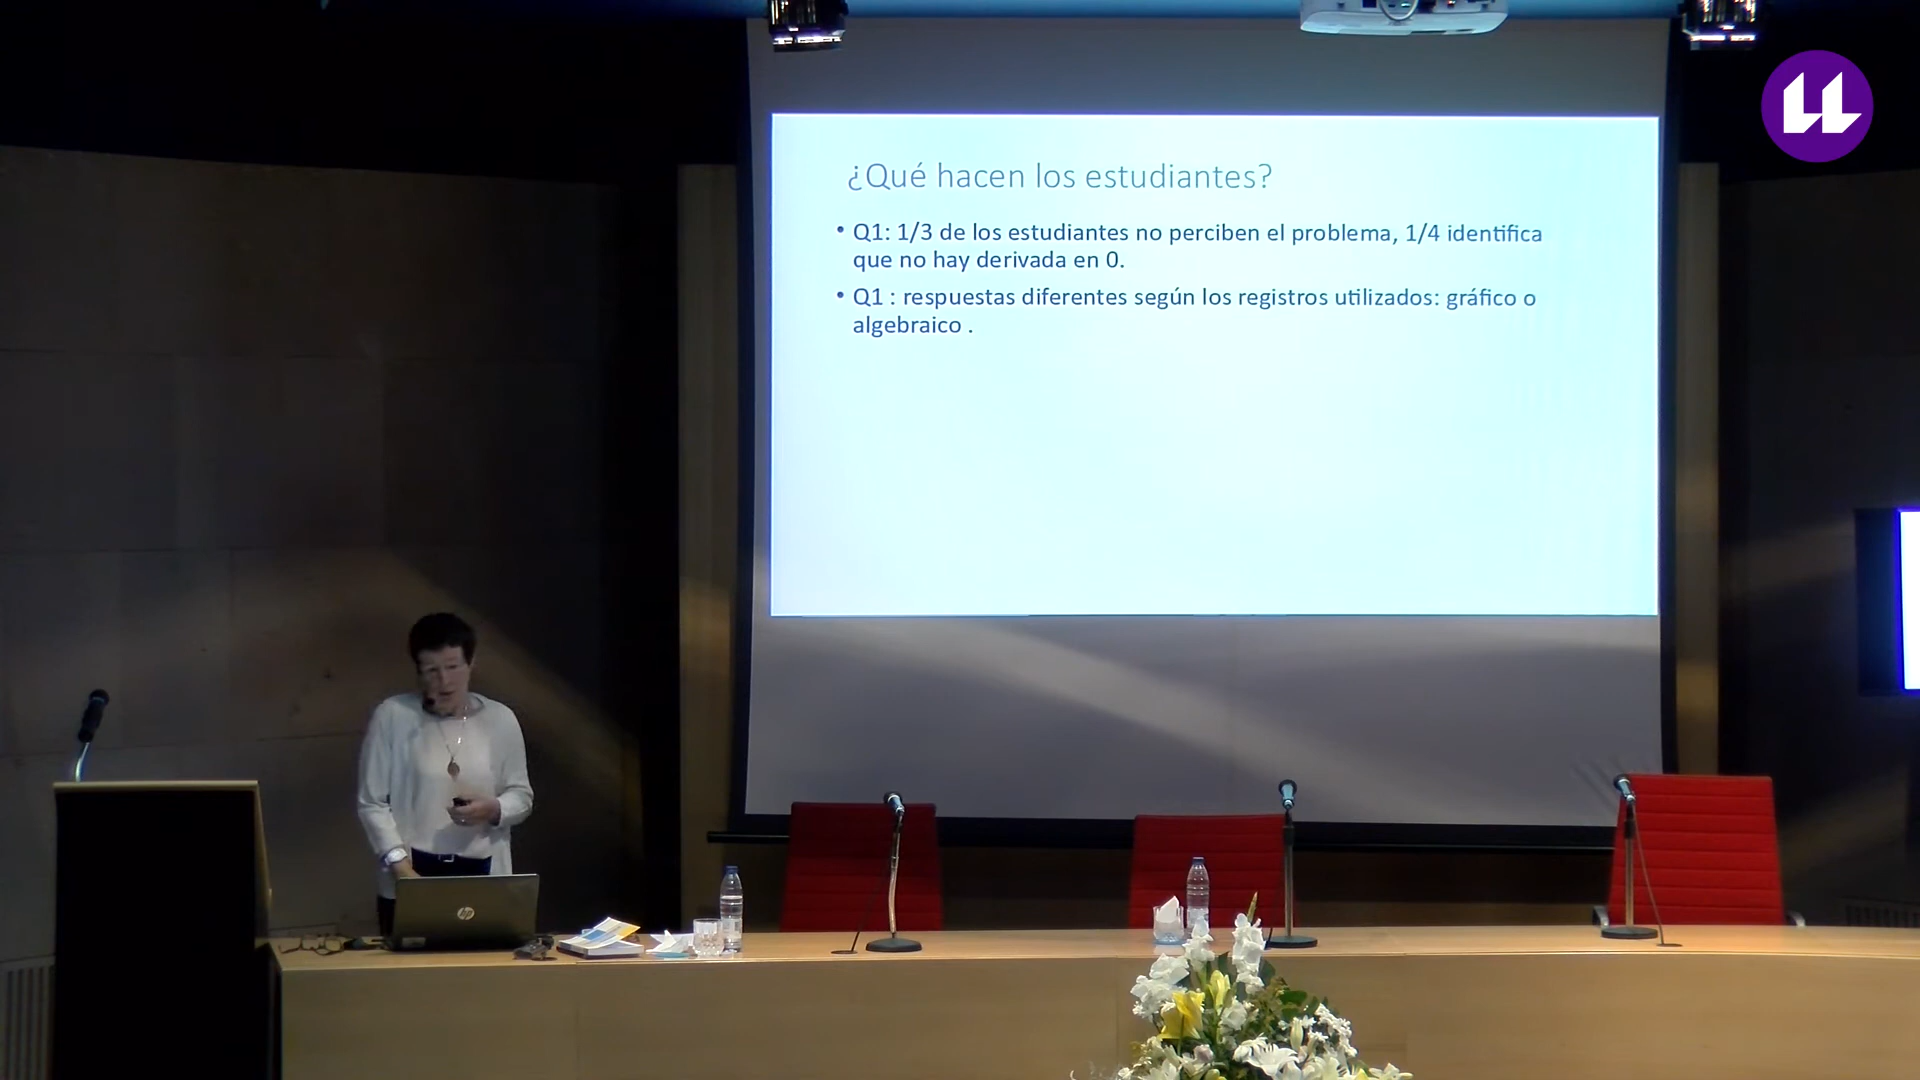 ¿Qué hacen los estudiantes?
• Q1: 1/3 de los estudiantes no perciben el problema, 1/4 identifica
que no hay derivada en 0.
• Q1 : respuestas diferentes según los registros utilizados: gráfico o
algebraico .
hp